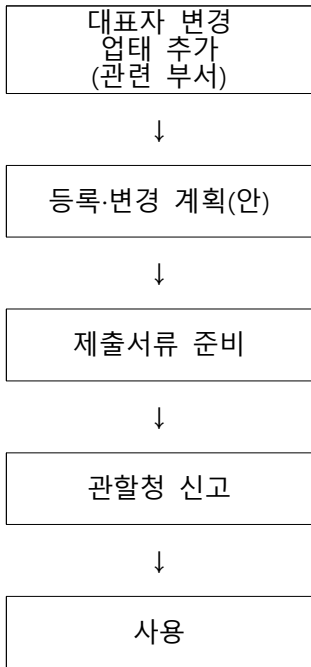 대표자 변경
업태 추가
(관련 부서)
↓
등록·변경 계획(안)
↓
제출서류 준비
↓
관할청 신고
↓
사용